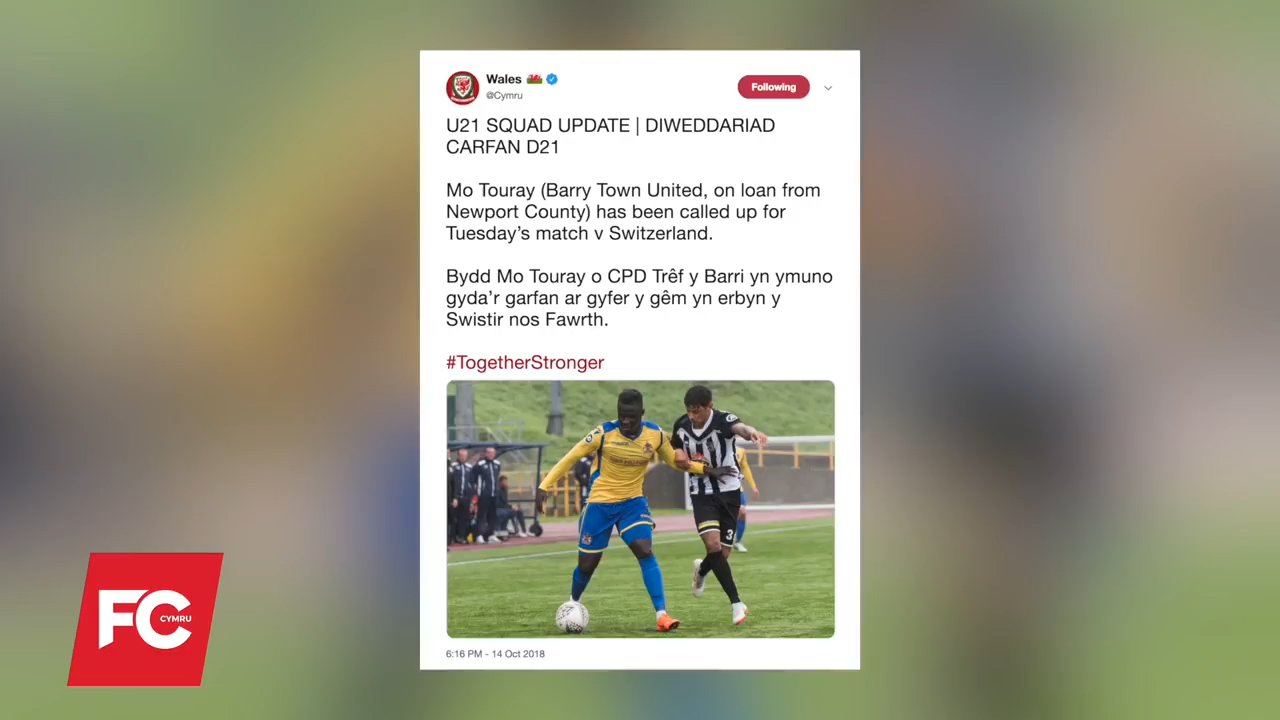 Wales
@Cymru
Following
U21 SQUAD UPDATE | DIWEDDARIAD
CARFAN D21
Mo Touray (Barry Town United, on loan from
Newport County) has been called up for
Tuesday's match v Switzerland.
Bydd Mo Touray o CPD Trêf y Barri yn ymuno
gyda'r garfan ar gyfer y gêm yn erbyn y
Swistir nos Fawrth.
#TogetherStronger
3
6:16 PM - 14 Oct 2018
FC
CYMRU